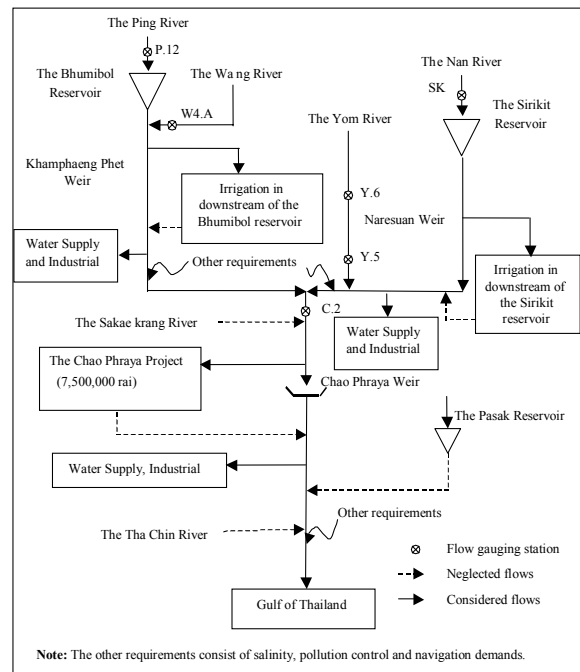 The Ping River
P.12
The Bhumibol
Reservoir
The Wang River
W4.A
The Nan River
SK
The Sirikit
Reservoir
The Yom River
Khamphaeng Phet
Weir
Irrigation in
downstream of the
Bhumibol reservoir
Y.6
Naresuan Weir
Water Supply
and Industrial
Other requirements
Y.5
Irrigation in
downstream of
the Sirikit
reservoir
C.2
The Sakae krang River
Water Supply
and Industrial
The Chao Phraya Project
(7,500,000 rai)
Chao Phraya Weir
The Pasak Reservoir
Water Supply, Industrial
Other requirements
The Tha Chin River
Flow gauging station
Neglected flows
Considered flows
Gulf of Thailand
Note: The other requirements consist of salinity, pollution control and navigation demands.